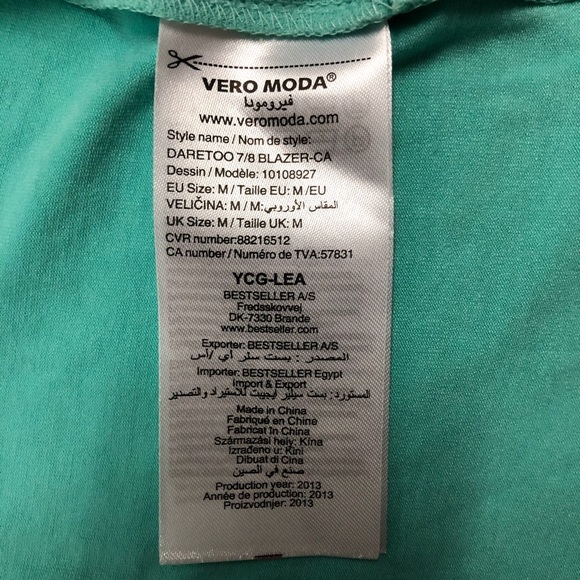 VERO MODA®
فيرومودا
www.veromoda.com
Style name / Nom de style:
DARETOO 7/8 BLAZER-CA
Dessin / Modèle: 10108927
EU Size: M / Taille EU: M /EU
VELIČINA: M / M:المقاس الأوروبي
UK Size: M / Taille UK: M
CVR number:88216512
CA number / Numéro de TVA:57831
YCG-LEA
BESTSELLER A/S
Fredsskovvej
DK-7330 Brande
www.bestseller.com
Exporter: BESTSELLER A/S
المصدر : بست سلر أي /أس
Importer: BESTSELLER Egypt
Import & Export
المستورد: بست سيلير ايجيبت للاستيراد والتصدير
Made in China
Fabriqué en Chine
Fabricat în China
Származási hely: Kína
Izrađeno u: Kini
Dibuat di Cina
صنع في الصين
Production year: 2013
Année de production: 2013
Proizvodnjer: 2013